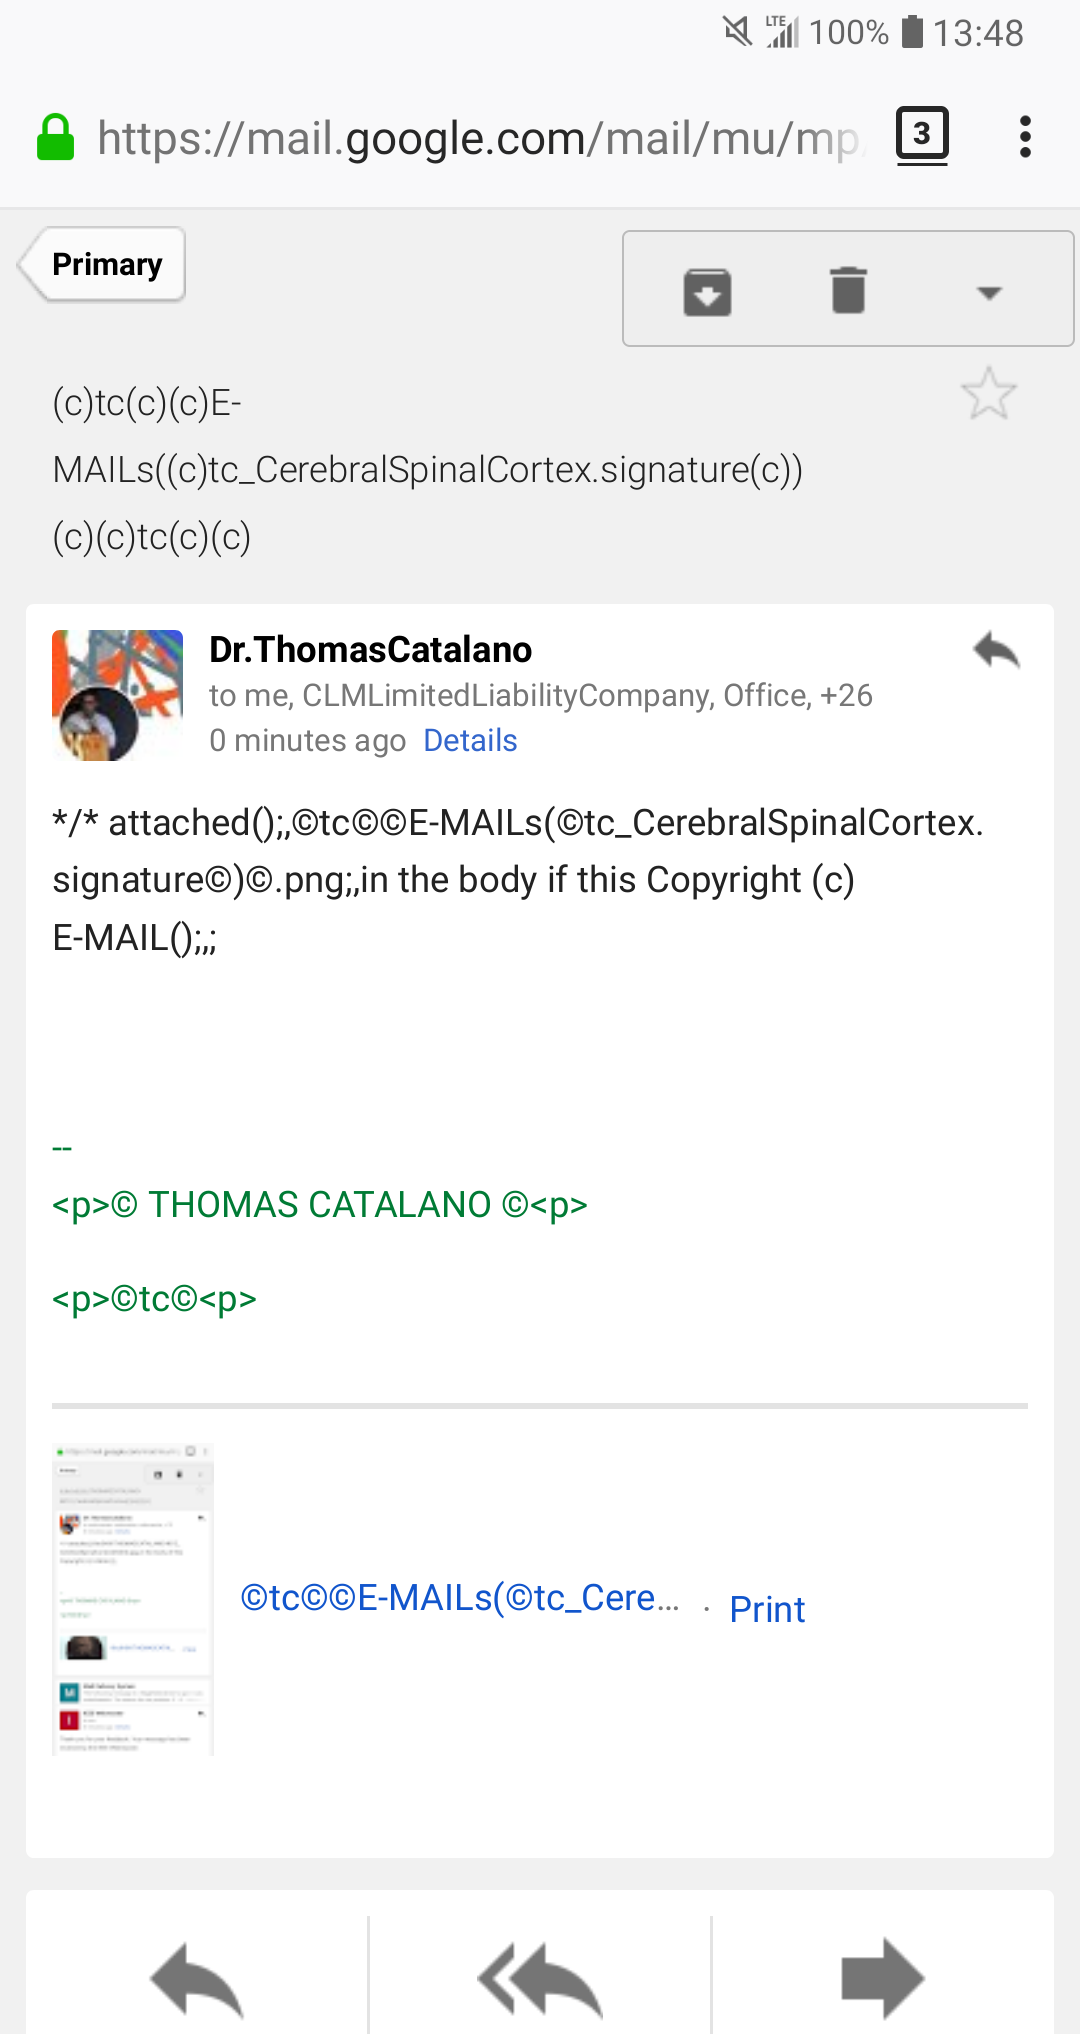 LTE 100% 13:48
https://mail.google.com/mail/mu/mp
3
Primary
(c)tc(c)(c)E-
MAILs((c)tc_CerebralSpinalCortex.signature(c))
(c)(c)tc(c)(c)
Dr.ThomasCatalano
to me, CLMLimitedLiabilityCompany, Office, +26
0 minutes ago Details
*/* attached();,©tc©©E-MAILs(©tc_CerebralSpinalCortex.
signature©)©.png;,in the body if this Copyright (c)
E-MAIL();,;
--
<p>© THOMAS CATALANO ©<p>
<p>©tc©<p>
©tc©©E-MAILs(©tc_Cere... . Print